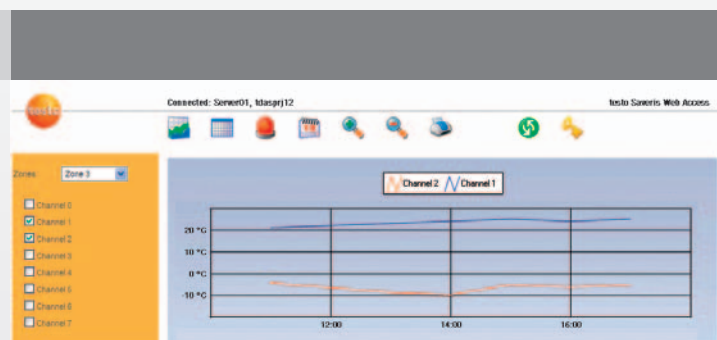 testo
Connected: Server01, tdasprj12
testo Saveris Web Access
Zones
Zone 3
Channel 0
Channel 1
Channel 2
Channel 3
Channel 4
Channel 5
Channel 6
Channel 7
Channel 2 Channel 1
20 °C
10 °C
0 °C
-10 °C
12:00 14:00 16:00